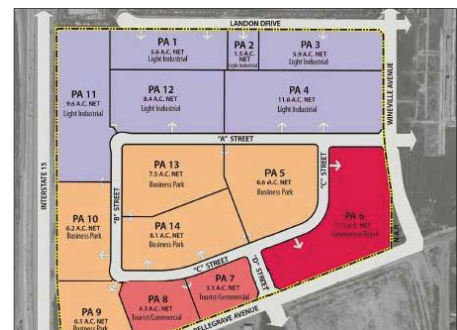 LANDON DRIVE
PA 1
5.6 A.C. NET
Light Industrial
PA 2
1.5 A.C.
NET
Light Industrial
PA 3
5.9 A.C. NET
Light Industrial
PA 11
9.6 A.C. NET
Light Industrial
PA 12
8.4 A.C. NET
Light Industrial
PA 4
11.6 A.C. NET
Light Industrial
WINEVILLE AVENUE
"A" STREET
INTERSTATE 15
PA 13
7.5 A.C. NET
Business Park
PA 5
8.6 A.C. NET
Business Park
"C" STREET
"B" STREET
PA 10
6.2 A.C. NET
Business Park
PA 14
8.1 A.C. NET
Business Park
PA 6
Commercial/Retail
N.A.P.
"C" STREET
"D" STREET
PA 7
3.3 A.C. NET
Tourist/Commercial
PA 8
6.3 A.C. NET
Tourist/Commercial
PA 9
6.1 A.C. NET
Business Park
BELLEGRAVE AVENUE